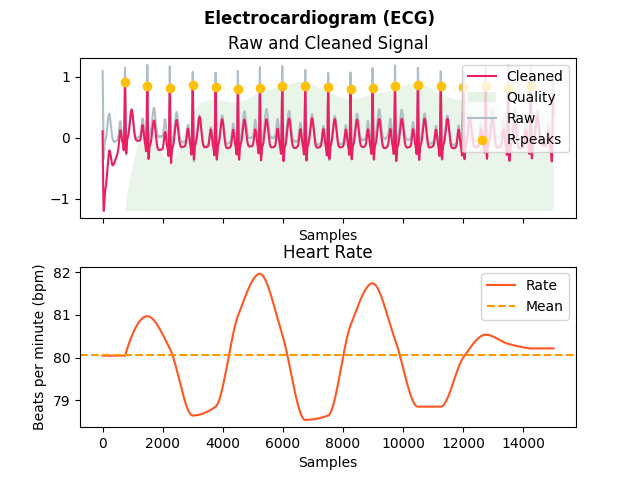 Electrocardiogram (ECG)
Raw and Cleaned Signal
1
0
−1
Cleaned
Quality
Raw
R-peaks
Samples
Heart Rate
82
81
80
79
Beats per minute (bpm)
Rate
Mean
0 2000 4000 6000 8000 10000 12000 14000
Samples